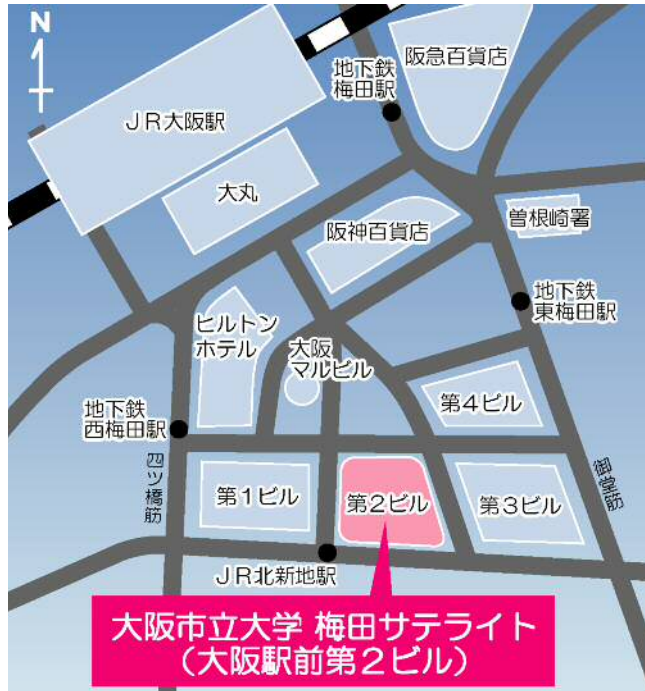 N
阪急百貨店
地下鉄
梅田駅
JR大阪駅
大丸
阪神百貨店
曽根崎署
地下鉄
東梅田駅
ヒルトン
ホテル
大阪
マルビル
第4ビル
地下鉄
西梅田駅
四ツ橋筋
第1ビル
第2ビル
第3ビル
御堂筋
JR北新地駅
大阪市立大学 梅田サテライト
（大阪駅前第2ビル）